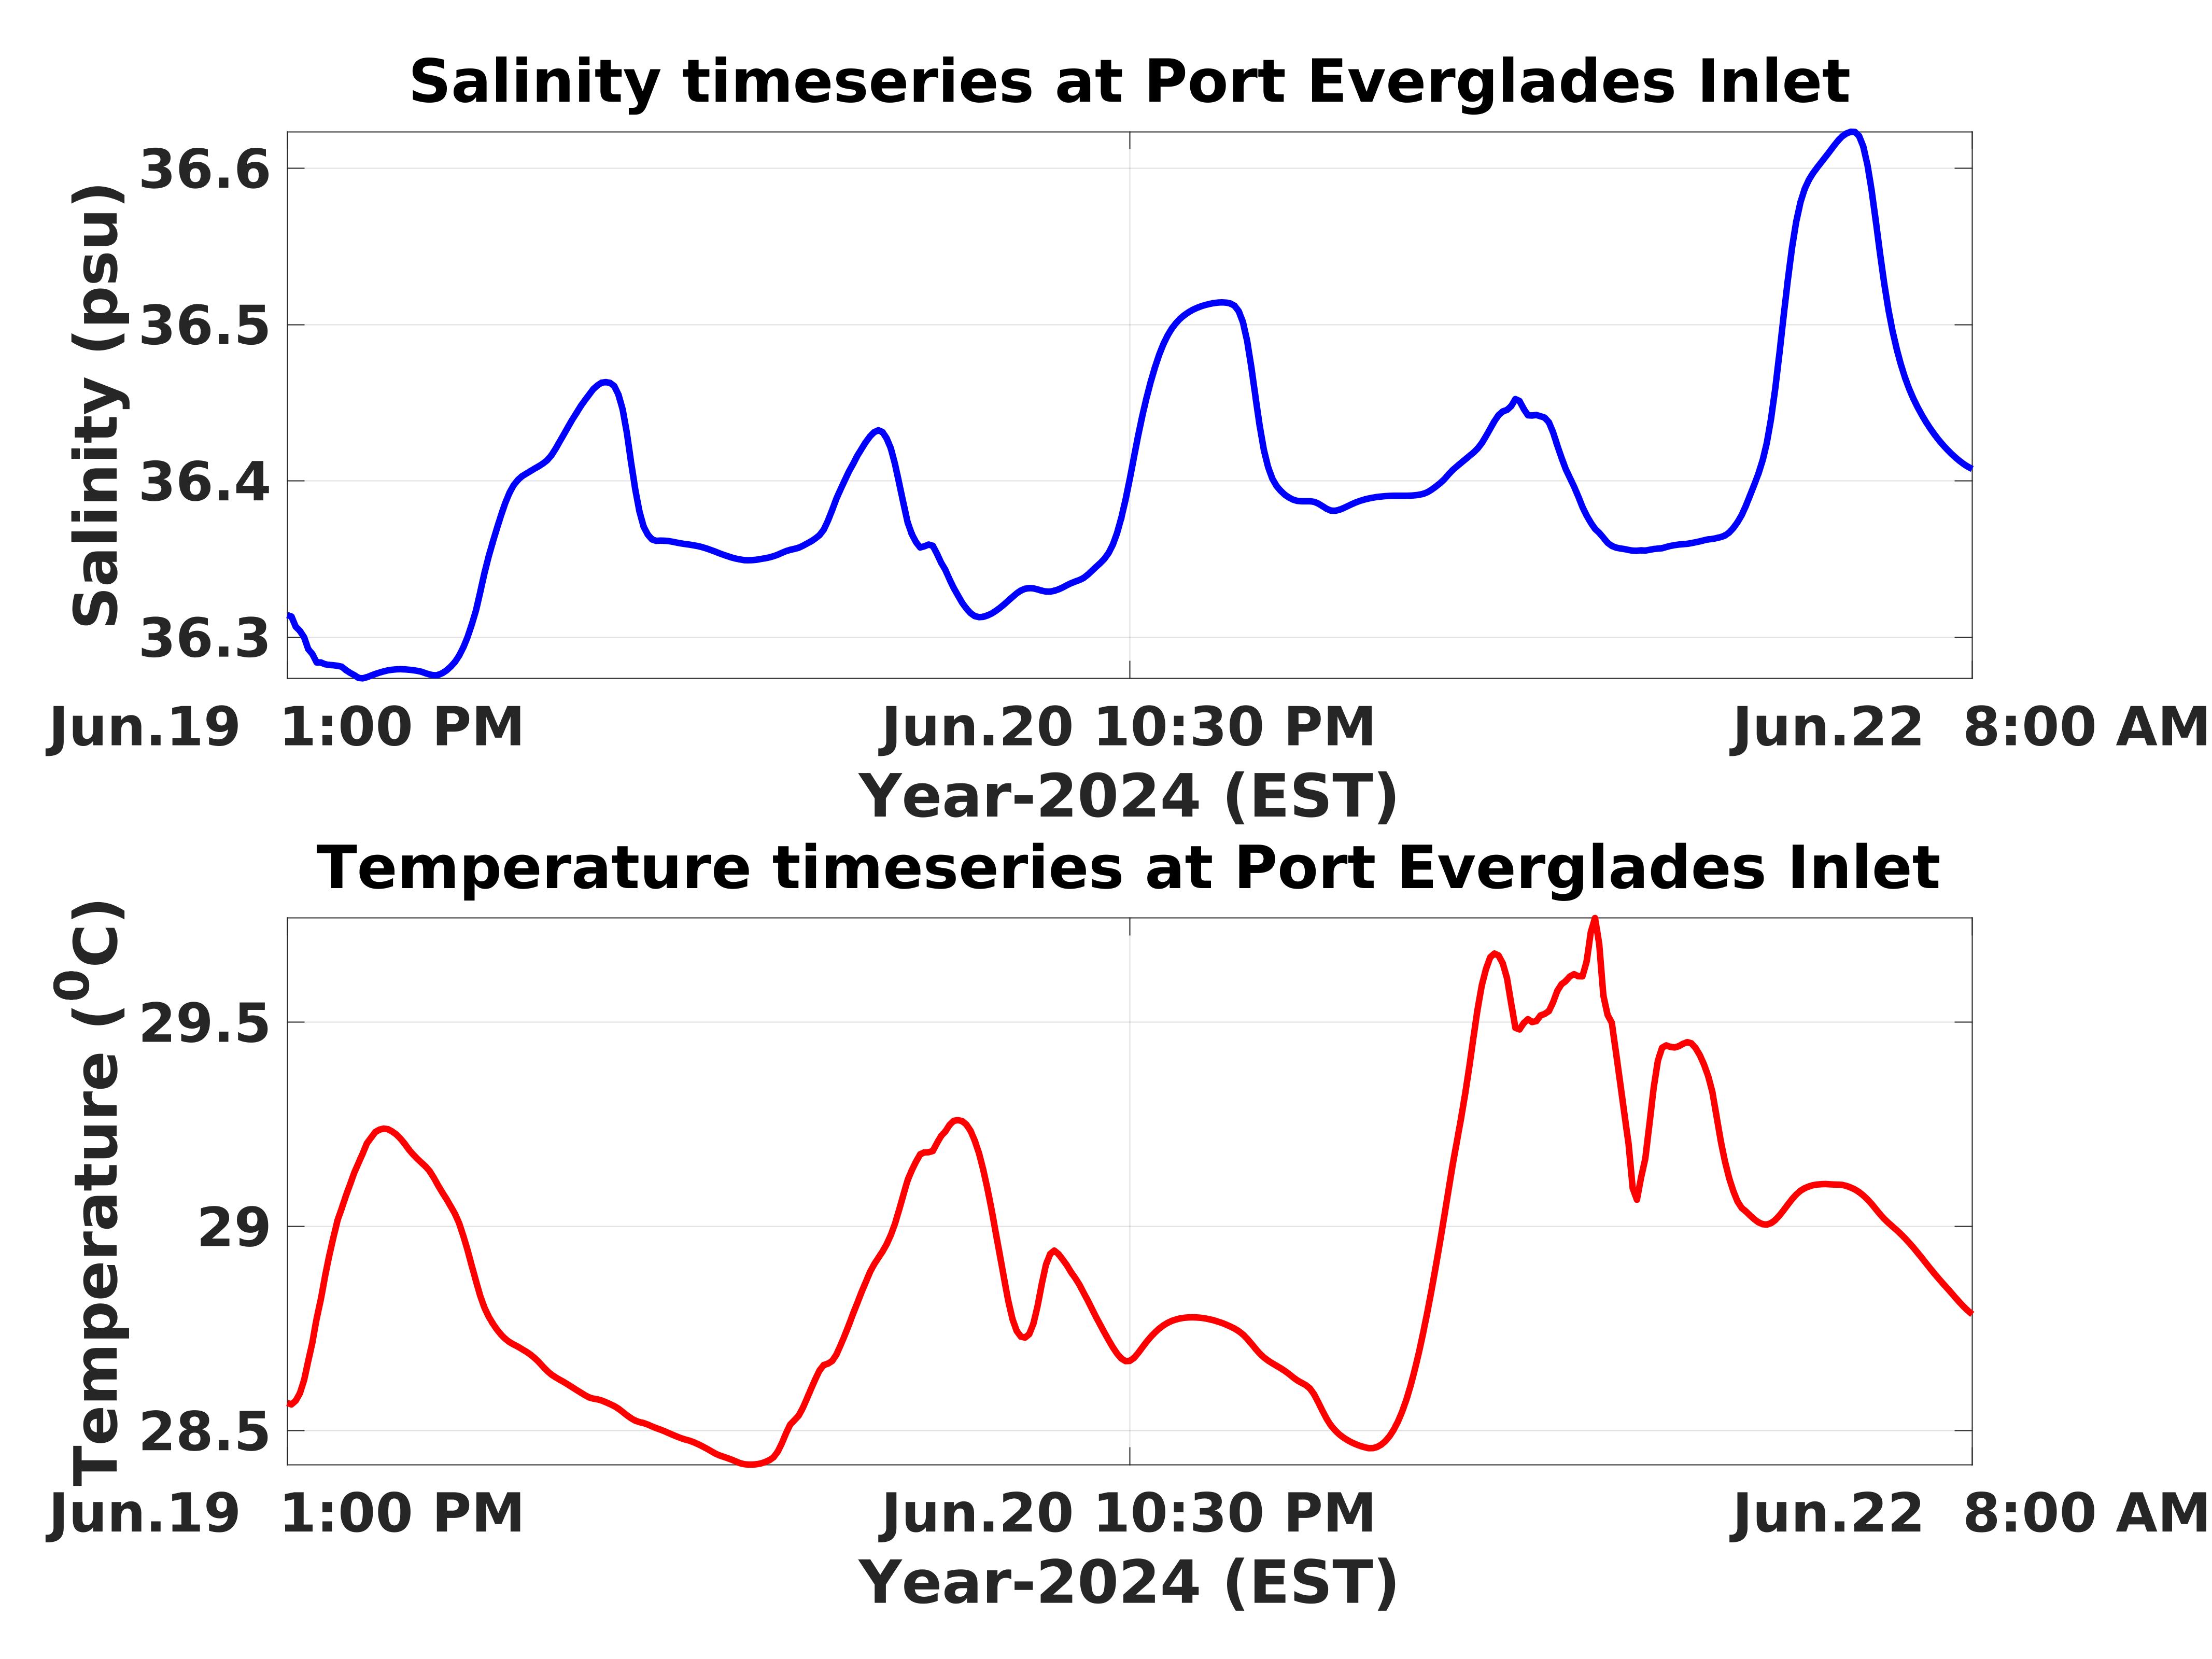 Salinity timeseries at Port Everglades Inlet
Salinity (psu)
36.6
36.5
36.4
36.3
Jun.19  1:00 PM
Jun.20 10:30 PM
Jun.22  8:00 AM
Year-2024 (EST)
Temperature timeseries at Port Everglades Inlet
Temperature (⁰C)
29.5
29
28.5
Jun.19  1:00 PM
Jun.20 10:30 PM
Jun.22  8:00 AM
Year-2024 (EST)